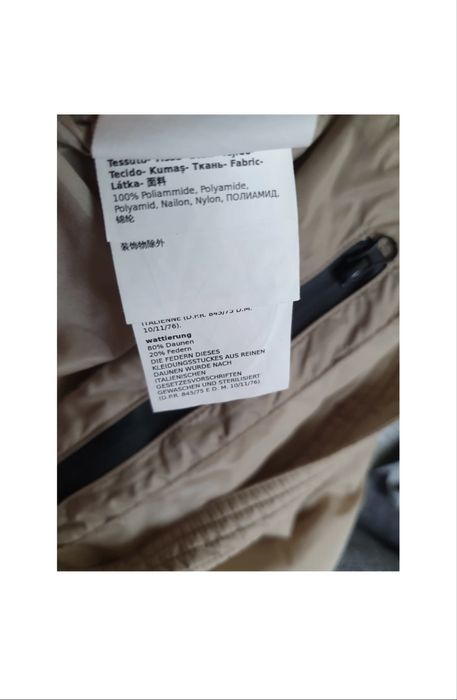 Tessuto-
Tecido- Kumaş- Ткань- Fabric-
Látka- 面料
100% Poliammide, Polyamide,
Polyamid, Nailon, Nylon, ПОЛИАМИД,
锦纶
装饰物除外
ITALIENNE (D.P.R. 845/75 D.M.
10/11/76).
wattierung
80% Daunen
20% Federn
DIE FEDERN DIESES
KLEIDUNGSSTUCKES AUS REINEN
DAUNEN WURDE NACH
ITALIENISCHEN
GESETZESVORSCHRIFTEN
GEWASCHEN UND STERILISIERT
(D.P.R. 845/75 E D. M. 10/11/76)